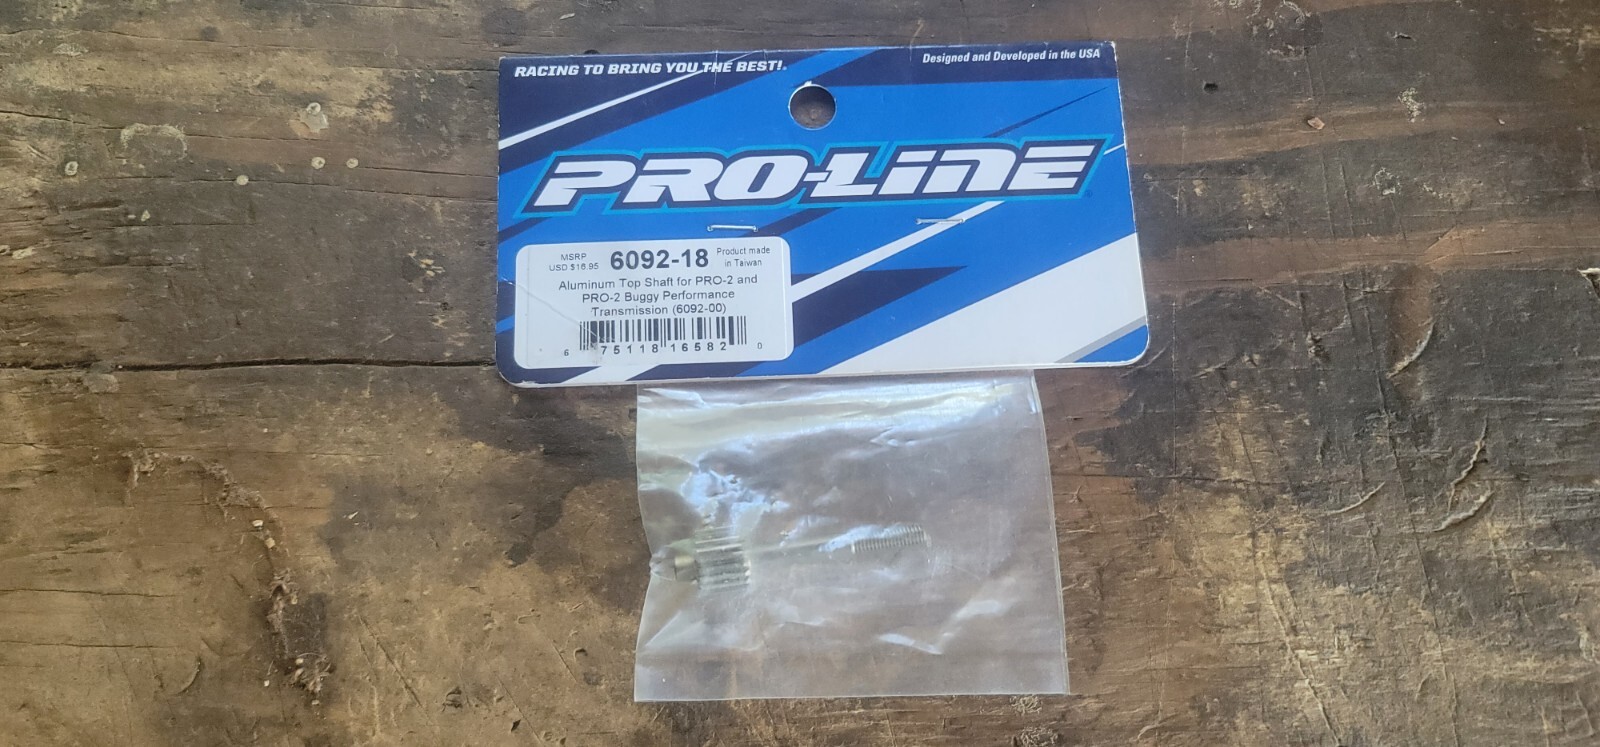 RACING TO BRING YOU THE BEST!
Designed and Developed in the USA
PRO-LINE
MSRP
USD $16.95
6092-18
Product made
in Taiwan
Aluminum Top Shaft for PRO-2 and
PRO-2 Buggy Performance
Transmission (6092-00)
6 75118 16582 0